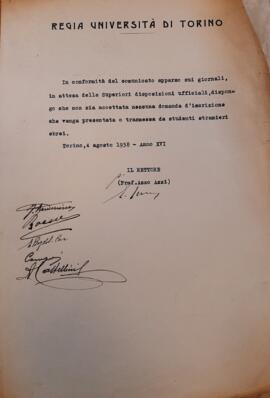 REGIA UNIVERSITÀ DI TORINO
In conformità del comunicato apparso sui giornali,
in attesa delle Superiori disposizioni ufficiali,dispon=
go che non sia accettata nessuna domanda d'iscrizione
che venga presentata o trasmessa da studenti stranieri
ebrei.
Torino,4 agosto 1938 - Anno XVI
IL RETTORE
(Prof.Azzo Azzi)